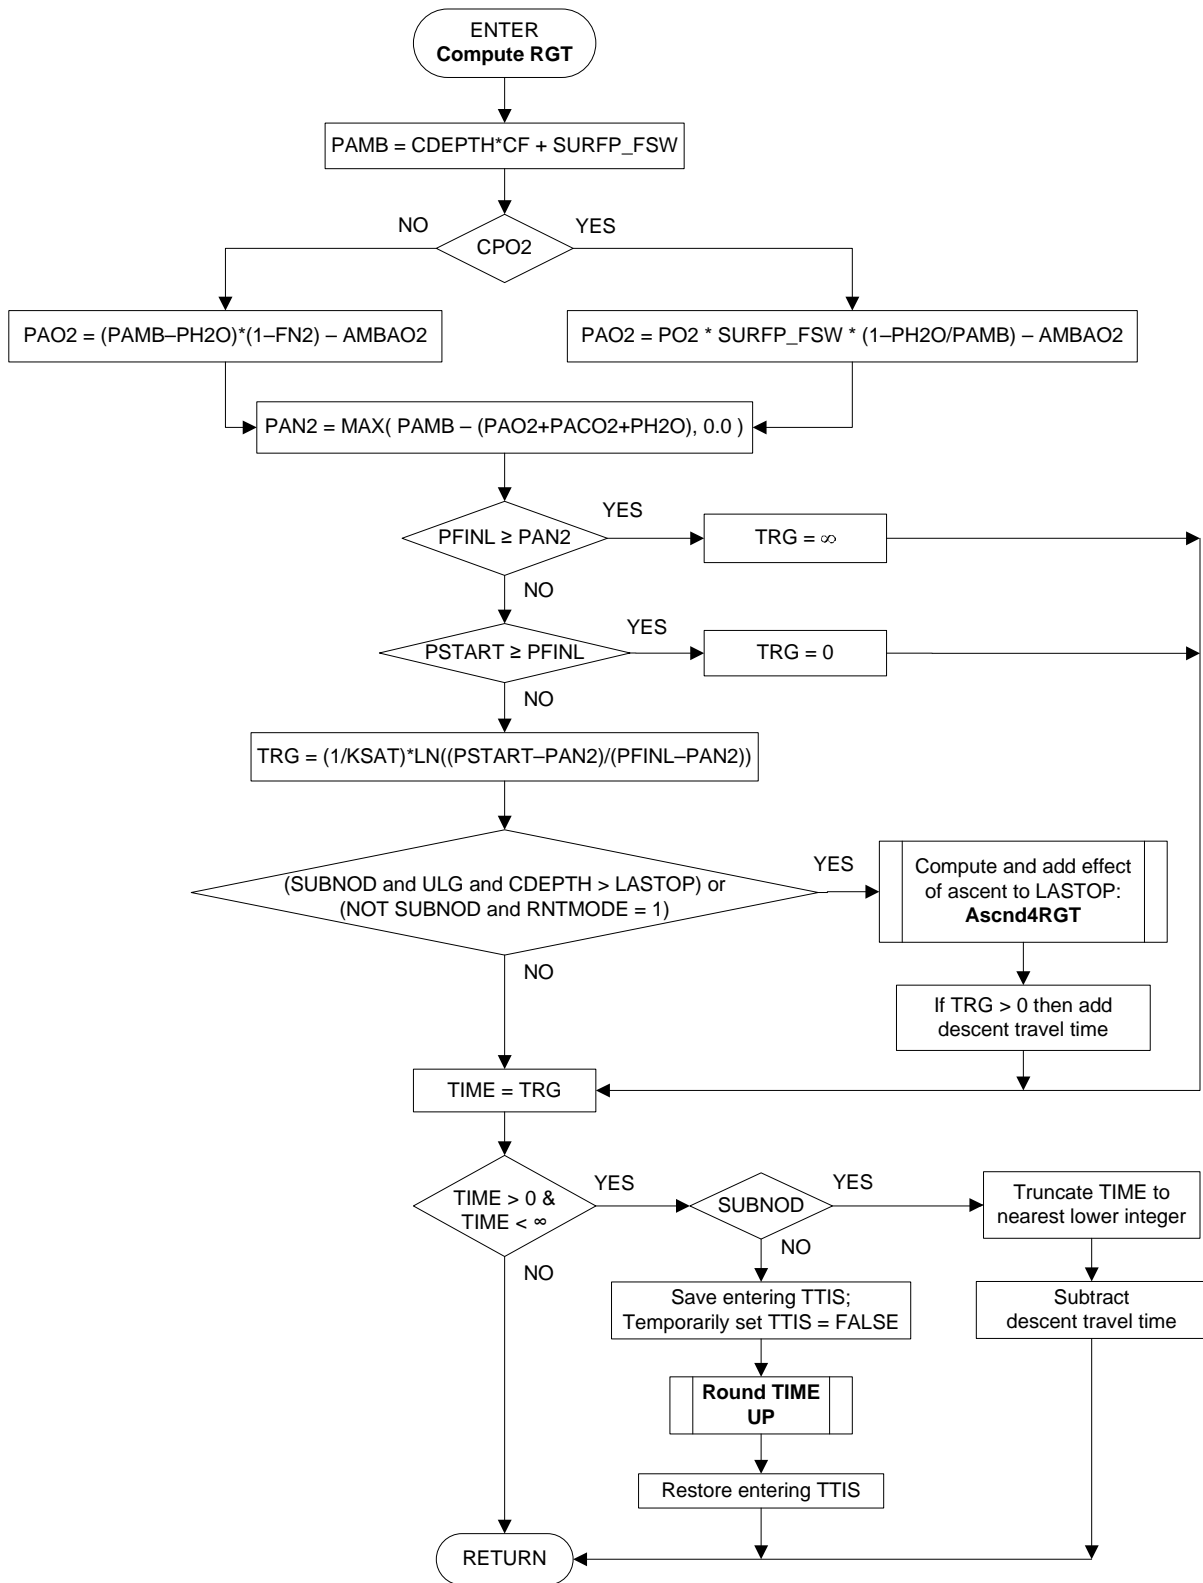 ENTER
Compute RGT
PAMB = CDEPTH*CF + SURFP_FSW
NO
YES
CPO2
PAO2 = (PAMB–PH2O)*(1–FN2) – AMBAO2
PAO2 = PO2 * SURFP_FSW * (1–PH2O/PAMB) – AMBAO2
PAN2 = MAX( PAMB – (PAO2+PACO2+PH2O), 0.0 )
YES
PFINL ≥ PAN2
TRG = ∞
NO
YES
PSTART ≥ PFINL
TRG = 0
NO
TRG = (1/KSAT)*LN((PSTART–PAN2)/(PFINL–PAN2))
(SUBNOD and ULG and CDEPTH > LASTOP) or
(NOT SUBNOD and RNTMODE = 1)
YES
Compute and add effect
of ascent to LASTOP:
Ascnd4RGT
NO
If TRG > 0 then add
descent travel time
TIME = TRG
TIME > 0 &
TIME < ∞
YES
SUBNOD
YES
Truncate TIME to
nearest lower integer
NO
NO
Save entering TTIS;
Temporarily set TTIS = FALSE
Subtract
descent travel time
Round TIME
UP
Restore entering TTIS
RETURN